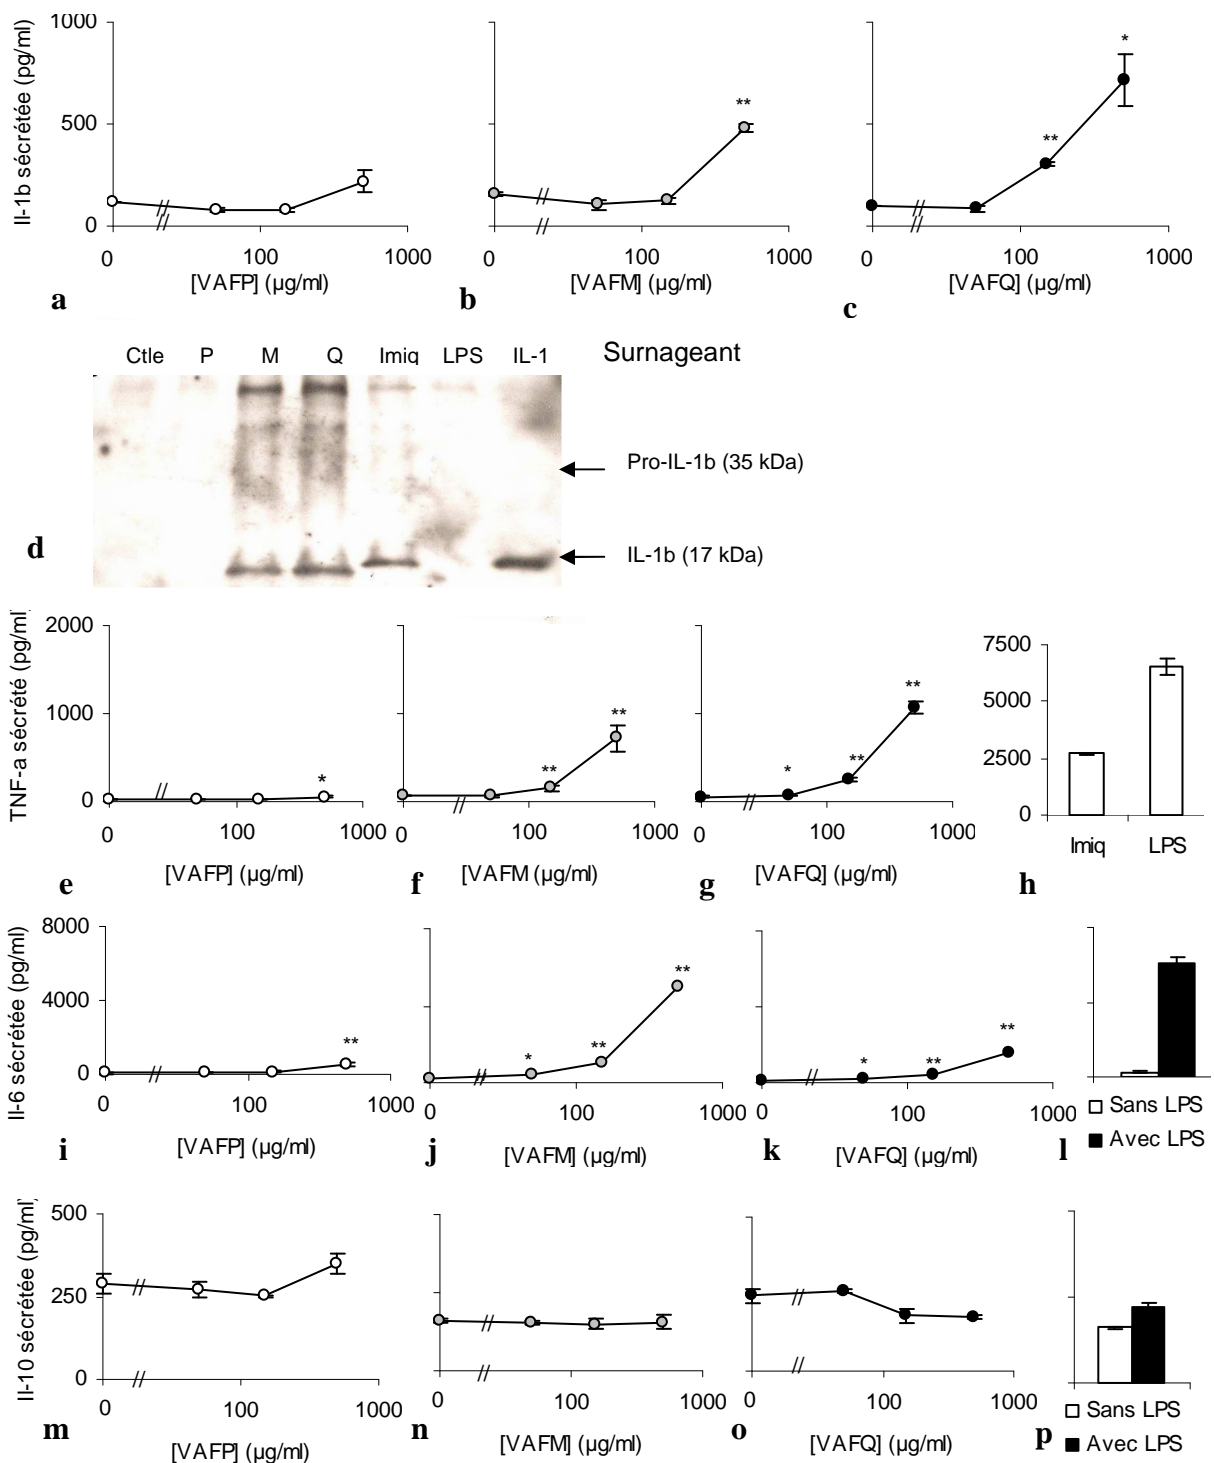 Il-1b sécrétée (pg/ml)
1000
500
0
0 100 1000
[VAFP] (µg/ml)
a
**
0 100 1000
[VAFM] (µg/ml)
b
**
*
0 100 1000
[VAFQ] (µg/ml)
c
Ctle P M Q Imiq LPS IL-1 Surnageant
Pro-IL-1b (35 kDa)
IL-1b (17 kDa)
d
TNF-a sécrété (pg/ml)
2000
1000
0
*
0 100 1000
[VAFP] (µg/ml)
e
**
**
0 100 1000
[VAFM (µg/ml)
f
*
**
**
0 100 1000
[VAFQ] (µg/ml)
g
7500
5000
2500
0
Imiq LPS
h
Il-6 sécrétée (pg/ml)
8000
4000
0
**
0 100 1000
[VAFP] (µg/ml)
i
*
**
**
0 100 1000
[VAFM] (µg/ml)
j
*
**
**
0 100 1000
[VAFQ] (µg/ml)
k
Sans LPS
Avec LPS
l
Il-10 sécrétée (pg/ml)
500
250
0
0 100 1000
[VAFP] (µg/ml)
m
0 100 1000
[VAFM] (µg/ml)
n
0 100 1000
[VAFQ] (µg/ml)
o
Sans LPS
Avec LPS
p